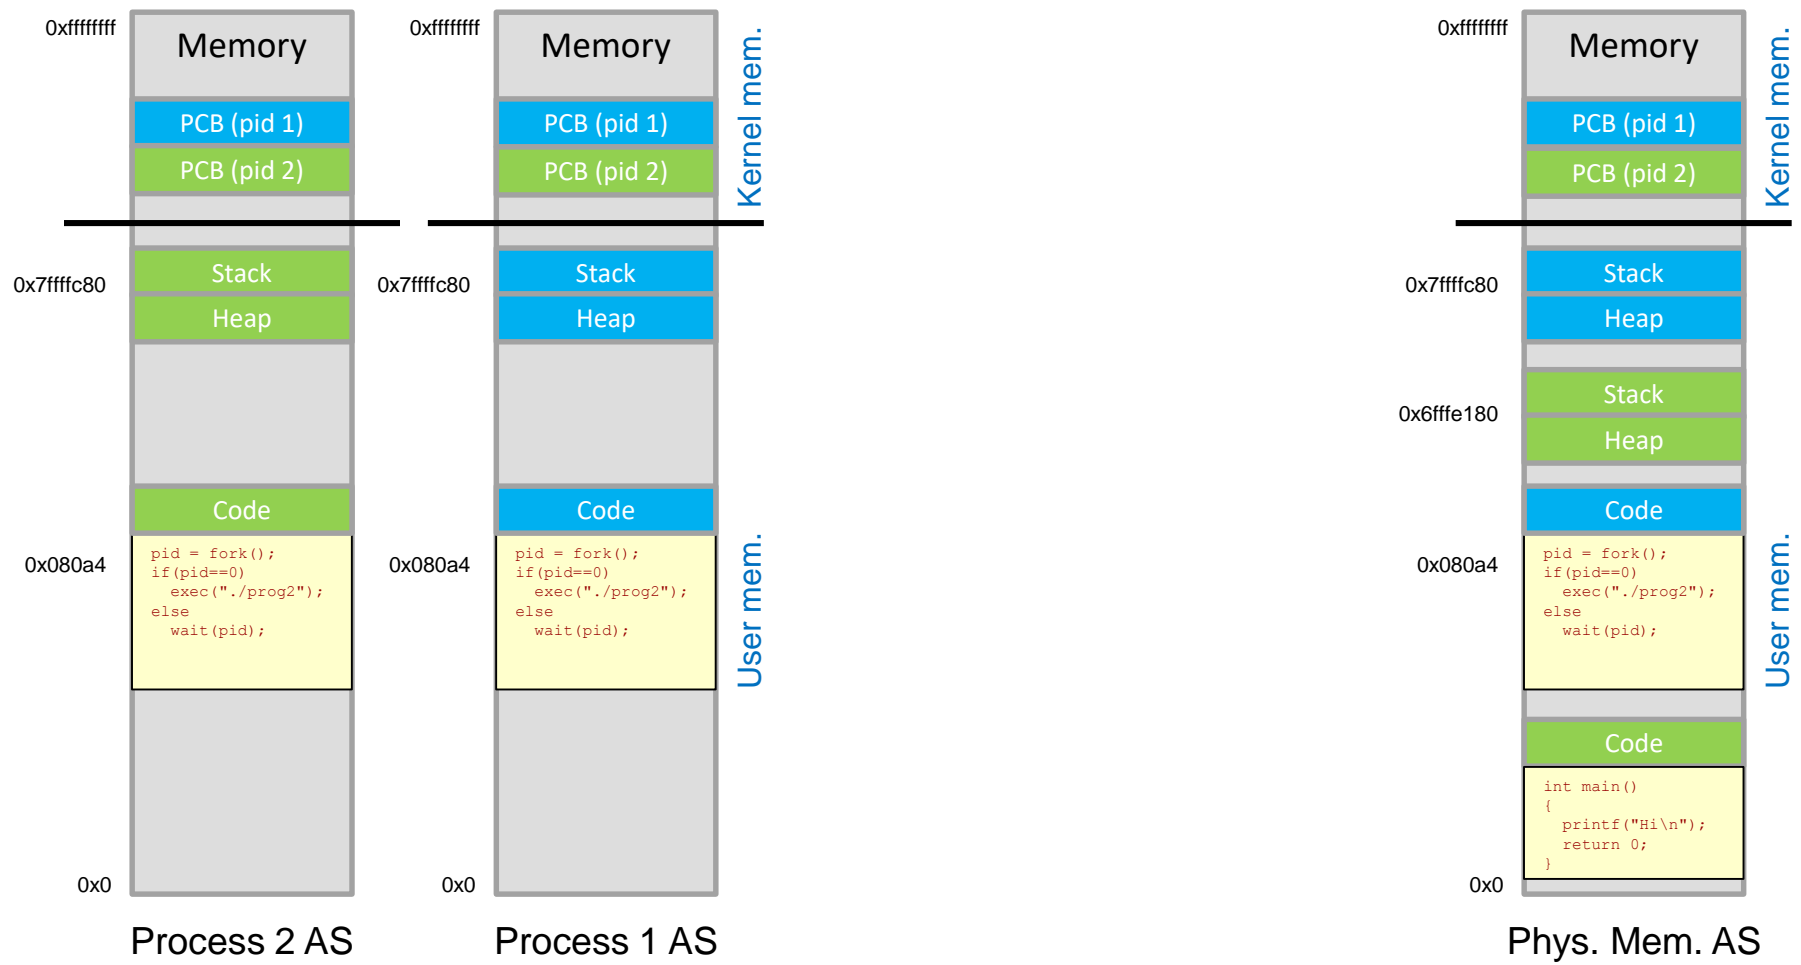 0xffffffff
Memory
PCB (pid 1)
PCB (pid 2)
Stack
0x7ffffc80
Heap
Code
0x080a4
pid = fork();
if(pid==0)
  exec("./prog2");
else
  wait(pid);
0x0
Process 2 AS
0xffffffff
Memory
PCB (pid 1)
PCB (pid 2)
Kernel mem.
Stack
0x7ffffc80
Heap
Code
0x080a4
pid = fork();
if(pid==0)
  exec("./prog2");
else
  wait(pid);
User mem.
0x0
Process 1 AS
0xffffffff
Memory
PCB (pid 1)
PCB (pid 2)
Kernel mem.
Stack
0x7ffffc80
Heap
Stack
0x6fffe180
Heap
Code
0x080a4
pid = fork();
if(pid==0)
  exec("./prog2");
else
  wait(pid);
User mem.
Code
int main()
{
  printf("Hi\n");
  return 0;
}
0x0
Phys. Mem. AS